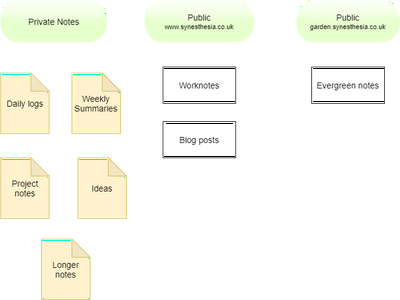 Private Notes
Public
www.synesthesia.co.uk
Public
garden.synesthesia.co.uk
Daily logs
Weekly
Summaries
Project
notes
Ideas
Longer
notes
Worknotes
Blog posts
Evergreen notes